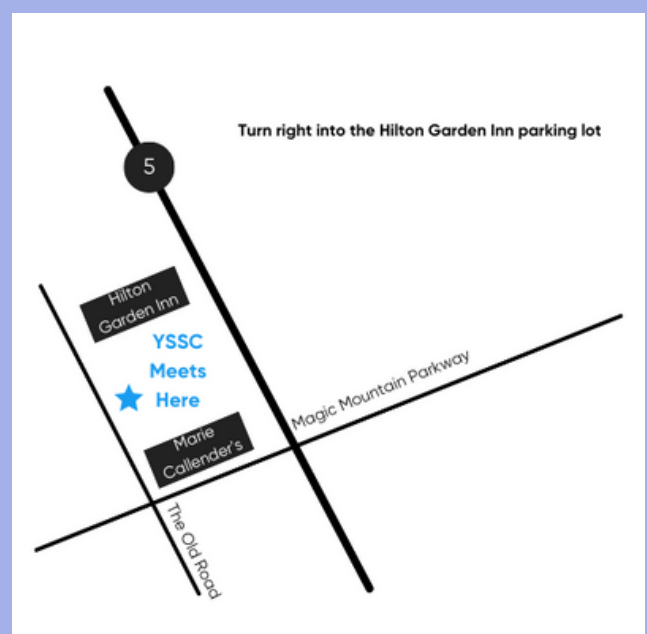 Turn right into the Hilton Garden Inn parking lot
5
Hilton
Garden Inn
YSSC
Meets
Here
Magic Mountain Parkway
Marie
Callender's
The Old Road